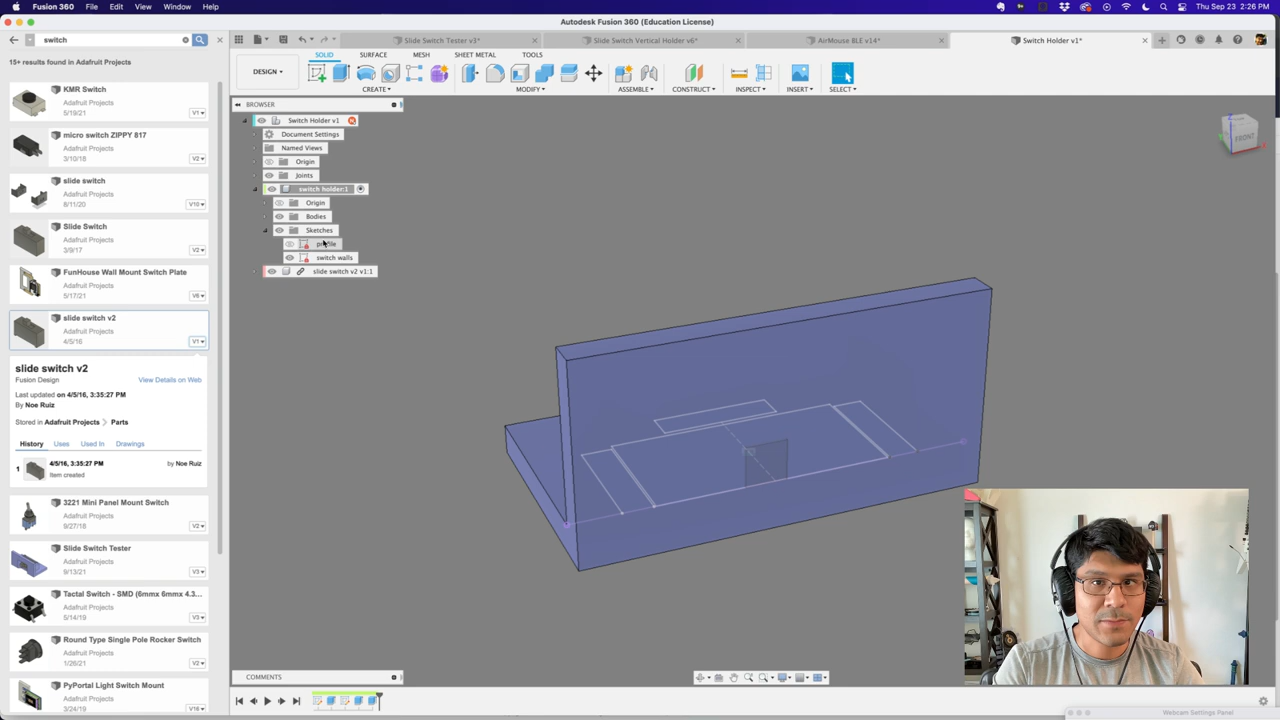 Fusion 360 File Edit View Window Help
Thu Sep 23 2:26 PM
Autodesk Fusion 360 (Education License)
switch
Slide Switch Tester v3*
Slide Switch Vertical Holder v6*
AirMouse BLE v14*
Switch Holder v1*
15+ results found in Adafruit Projects
SOLID SURFACE MESH SHEET METAL TOOLS
DESIGN
CREATE MODIFY ASSEMBLE CONSTRUCT INSPECT INSERT SELECT
KMR Switch
Adafruit Projects
5/19/21 V1
micro switch ZIPPY 817
Adafruit Projects
3/10/18 V2
slide switch
Adafruit Projects
8/11/20 V10
Slide Switch
Adafruit Projects
3/9/17 V2
FunHouse Wall Mount Switch Plate
Adafruit Projects
5/17/21 V8
slide switch v2
Adafruit Projects
4/5/16 V1
slide switch v2
Fusion Design View Details on Web
Last updated on 4/5/16, 3:35:27 PM
By Noe Ruiz
Stored in Adafruit Projects > Parts
History Uses Used In Drawings
1 4/5/16, 3:35:27 PM by Noe Ruiz
Item created
3221 Mini Panel Mount Switch
Adafruit Projects
9/27/18 V2
Slide Switch Tester
Adafruit Projects
9/13/21 V3
Tactal Switch - SMD (6mmx 6mmx 4.3...
Adafruit Projects
5/14/19 V3
Round Type Single Pole Rocker Switch
Adafruit Projects
1/28/21 V2
PyPortal Light Switch Mount
Adafruit Projects
3/24/19 V16
BROWSER
Switch Holder v1
Document Settings
Named Views
Origin
Joints
switch holder:1
Origin
Bodies
Sketches
profile
switch walls
slide switch v2 v1:1
FRONT
COMMENTS
Webcam Settings Panel